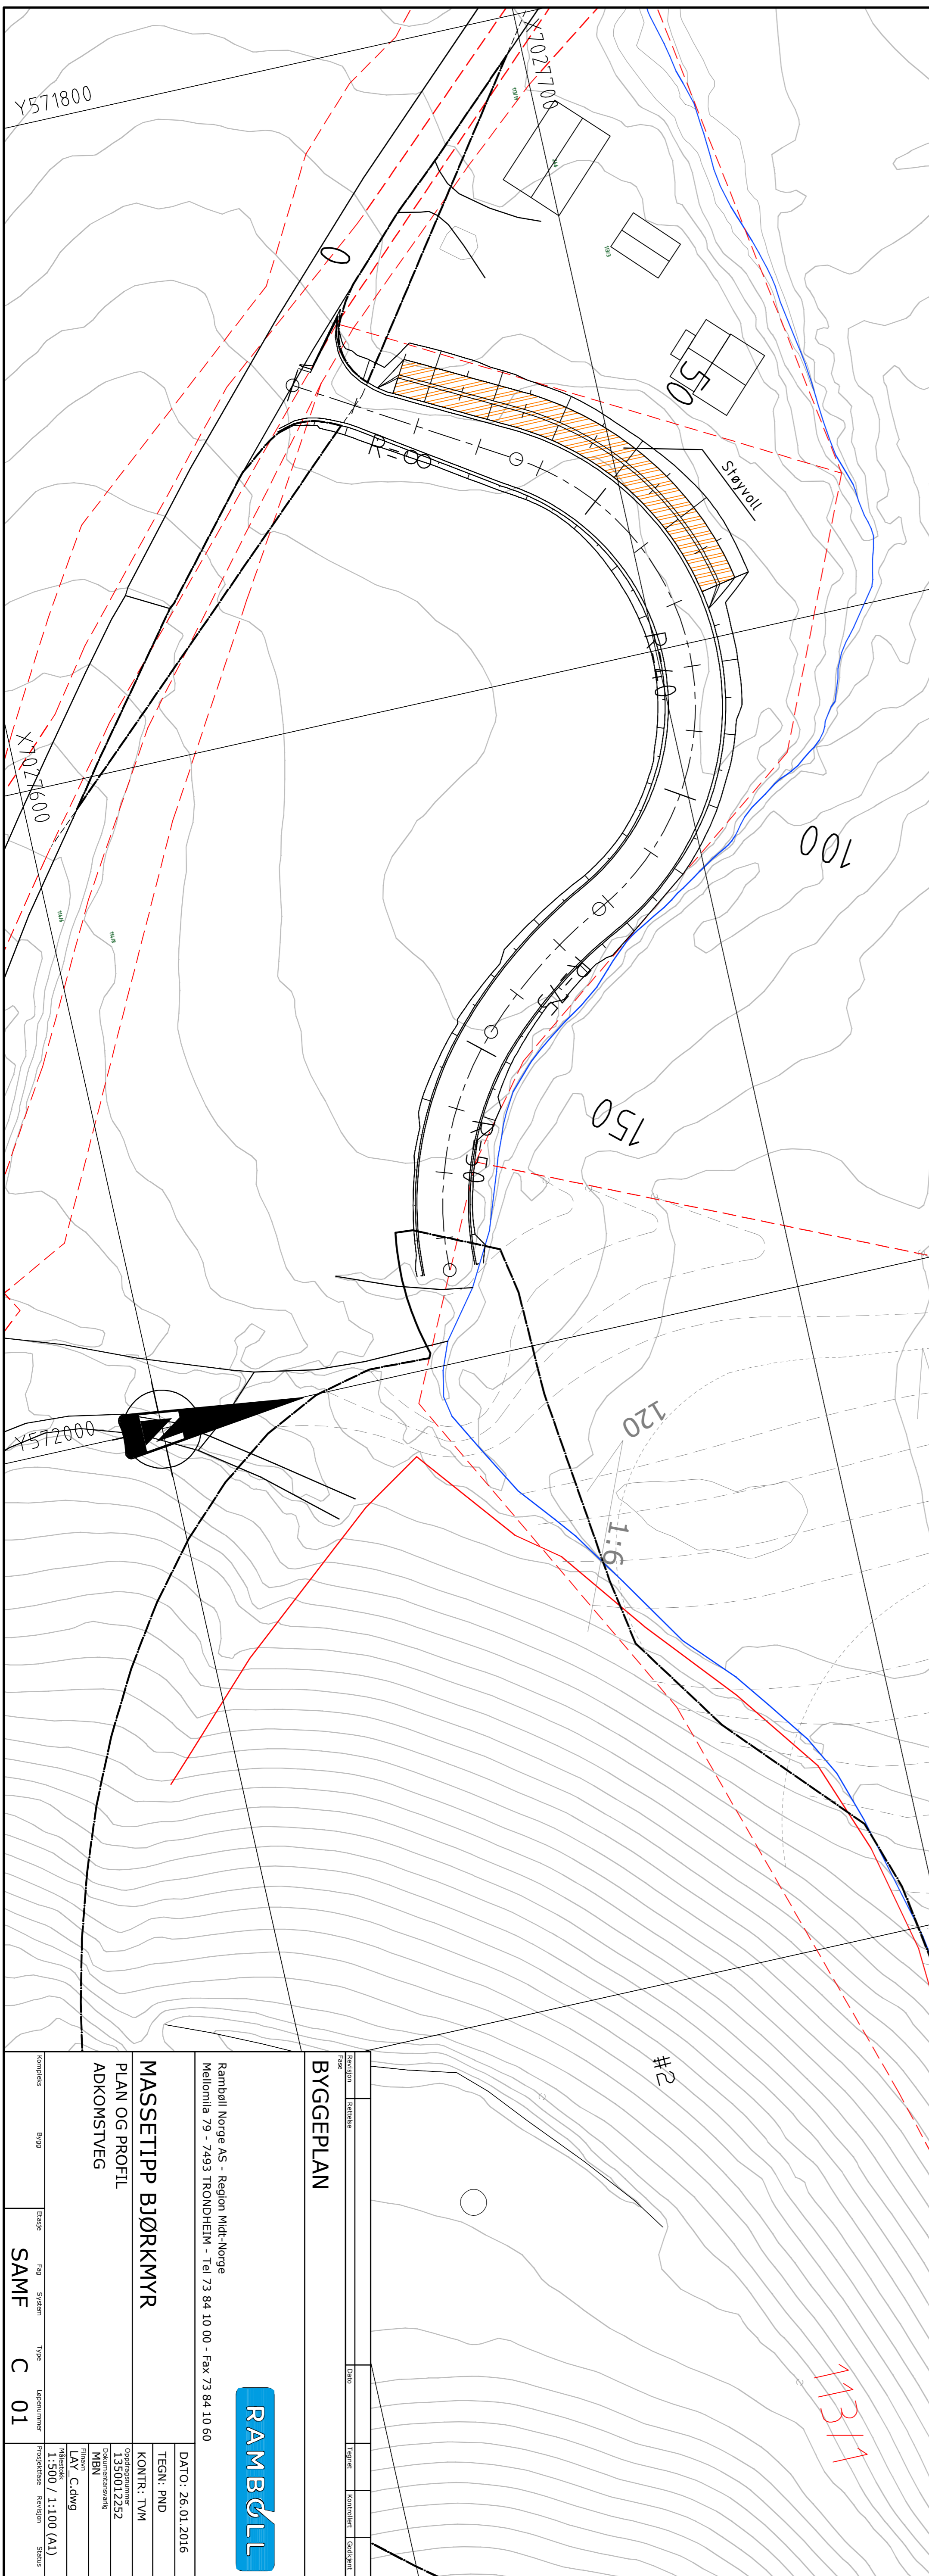 Y571800
X7027700
0
50
Støyvoll
R-8
R-40
X7027600
100
R 35
150
R-50
120
1:6
Y572000
#2
113/1
Revisjon Rettelse Dato Tegnet Kontrollert Godkjent
Fase
BYGGEPLAN
RAMBOLL
Rambøll Norge AS - Region Midt-Norge
Mellomila 79 - 7493 TRONDHEIM - Tel 73 84 10 00 - Fax 73 84 10 60
MASSETIPP BJØRKMYR
PLAN OG PROFIL
ADKOMSTVEG
DATO: 26.01.2016
TEGN: PND
KONTR: TVM
Oppdragsnummer
1350012252
Dokumentansvarlig
MBN
Filnavn
LAY_C.dwg
Målestokk
1:500 / 1:100 (A1)
Kompleks Bygg Etasje Fag System Type Løpenummer Prosjektfase Revisjon Status
SAMF C 01